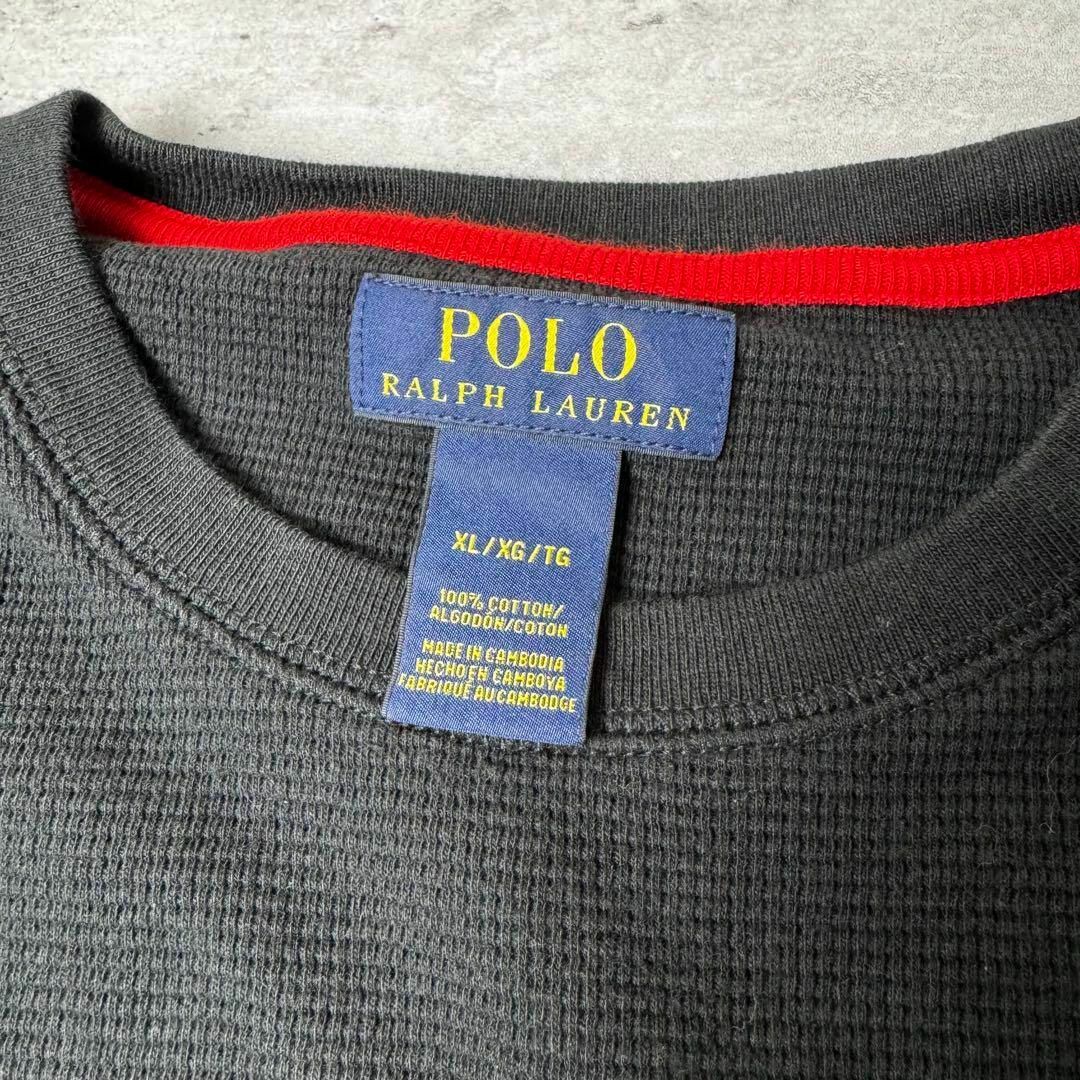 POLO
RALPH LAUREN
XL/XG/TG
100% COTTON/
ALGODÓN/COTON
MADE IN CAMBODIA
HECHO EN CAMBOYA
FABRIQUÉ AU CAMBODGE